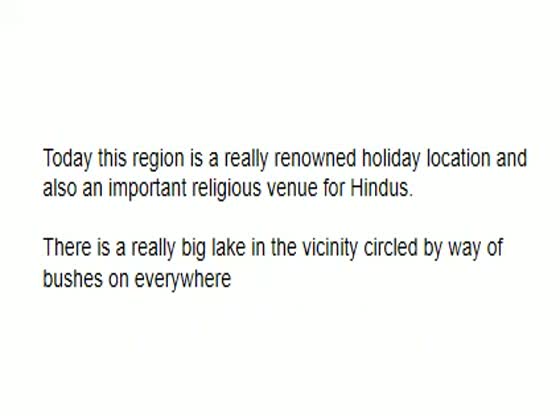 Today this region is a really renowned holiday location and
also an important religious venue for Hindus.
There is a really big lake in the vicinity circled by way of
bushes on everywhere